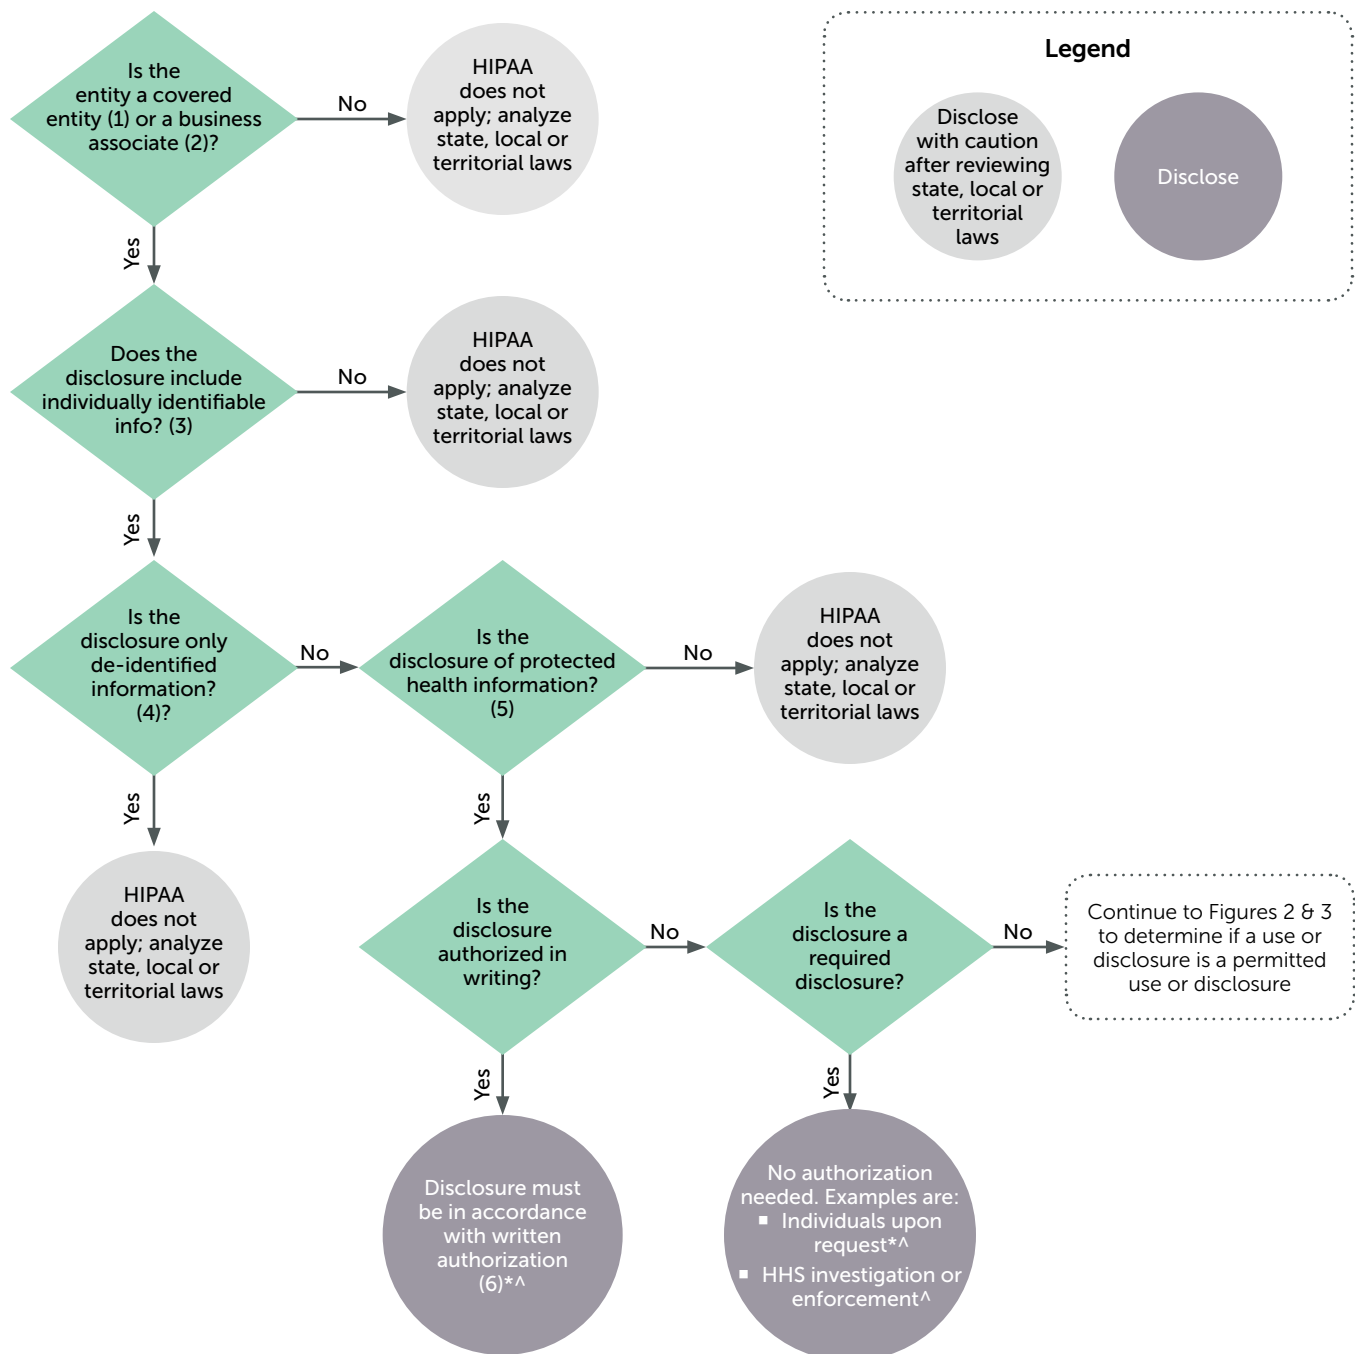 Is the
entity a covered
entity (1) or a business
associate (2)?
No
HIPAA
does not
apply; analyze
state, local or
territorial laws
Legend
Disclose
with caution
after reviewing
state, local or
territorial
laws
Disclose
Yes
Does the
disclosure include
individually identifiable
info? (3)
No
HIPAA
does not
apply; analyze
state, local or
territorial laws
Yes
Is the
disclosure only
de-identified
information?
(4)?
No
Is the
disclosure of protected
health information?
(5)
No
HIPAA
does not
apply; analyze
state, local or
territorial laws
Yes
Yes
HIPAA
does not
apply; analyze
state, local or
territorial laws
Is the
disclosure
authorized in
writing?
No
Is the
disclosure a
required
disclosure?
No
Continue to Figures 2 & 3
to determine if a use or
disclosure is a permitted
use or disclosure
Yes
Yes
Disclosure must
be in accordance
with written
authorization
(6)*^
No authorization
needed. Examples are:
▪ Individuals upon
request*^
▪ HHS investigation or
enforcement^